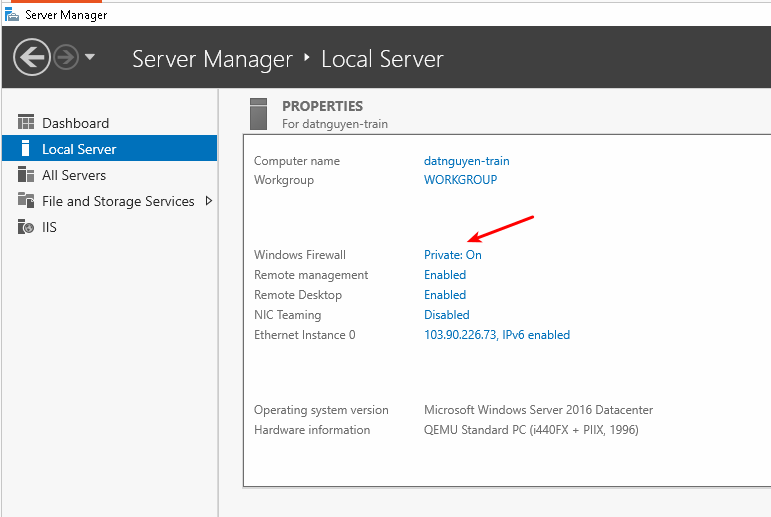 Server Manager
Server Manager ‣ Local Server
Dashboard
Local Server
All Servers
File and Storage Services
IIS
PROPERTIES
For datnguyen-train
Computer name datnguyen-train
Workgroup WORKGROUP
Windows Firewall Private: On
Remote management Enabled
Remote Desktop Enabled
NIC Teaming Disabled
Ethernet Instance 0 103.90.226.73, IPv6 enabled
Operating system version Microsoft Windows Server 2016 Datacenter
Hardware information QEMU Standard PC (i440FX + PIIX, 1996)